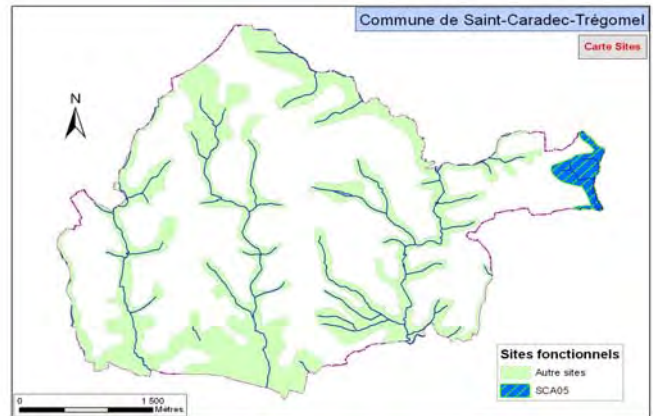 Commune de Saint-Caradec-Trégomel
Carte Sites
N
Sites fonctionnels
Autre sites
SCA05
0 1 500
Mètres